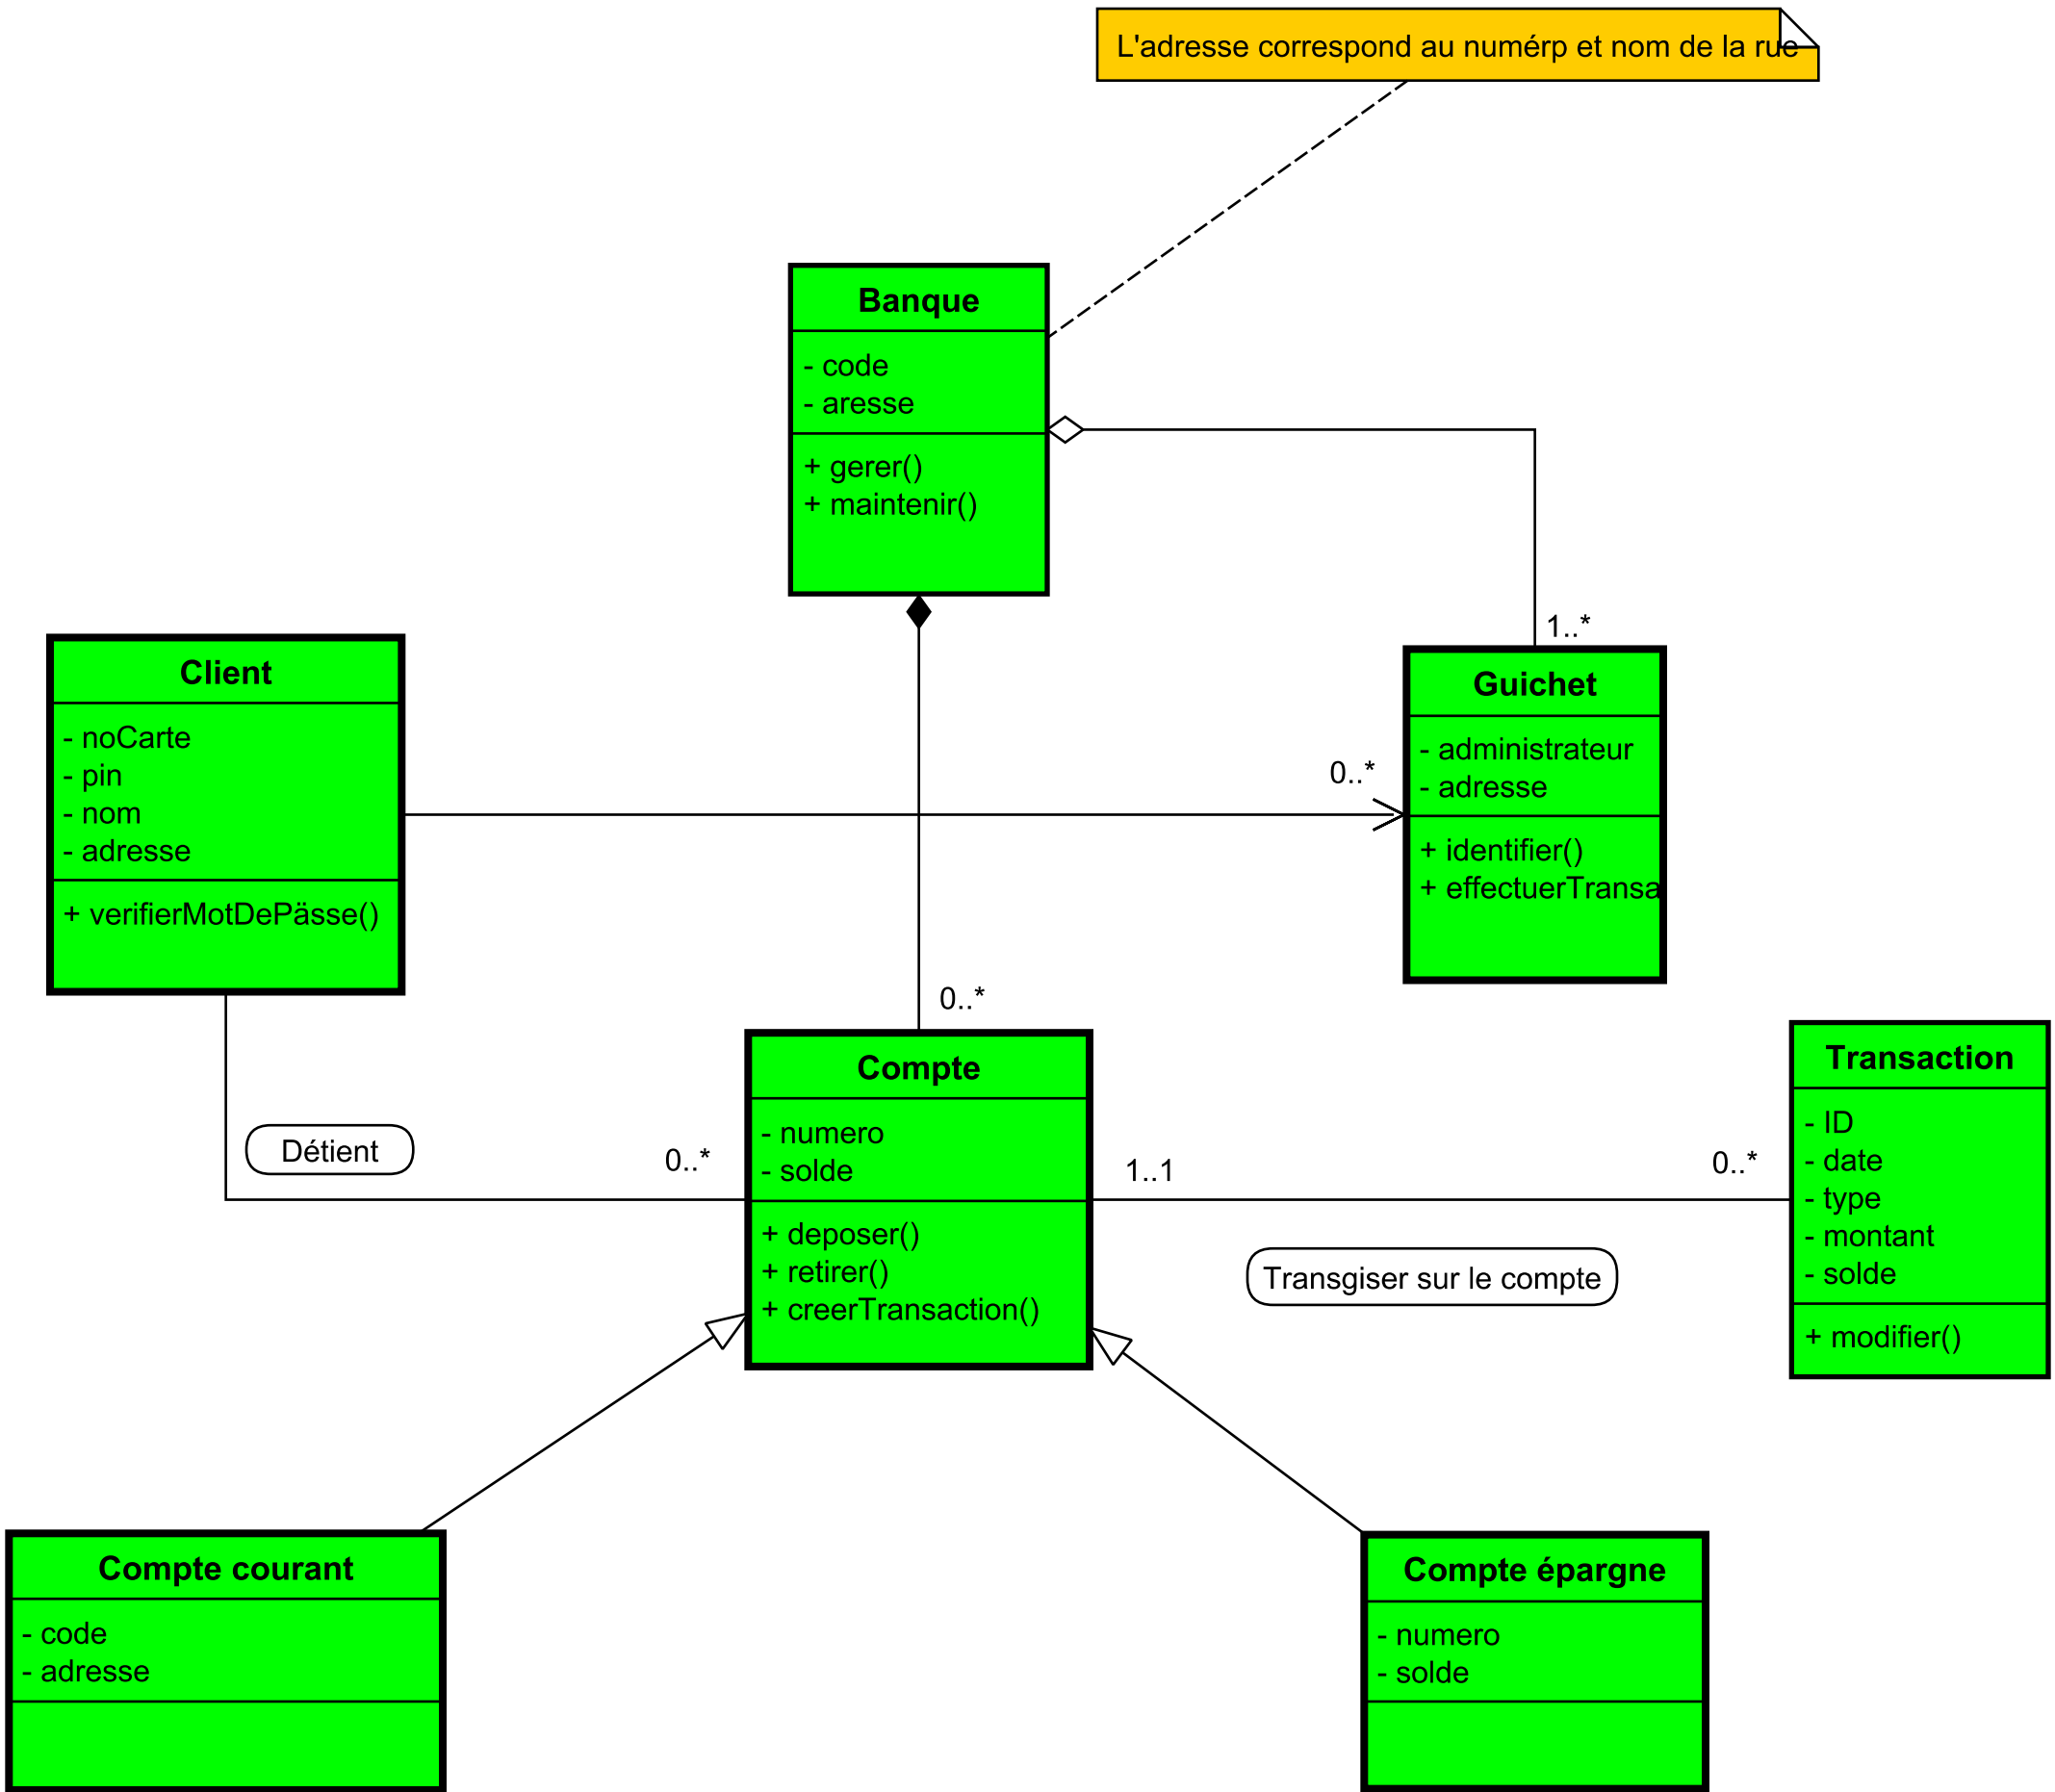 L'adresse correspond au numérp et nom de la rue
Banque
- code
- aresse
+ gerer()
+ maintenir()
1..*
Client
- noCarte
- pin
- nom
- adresse
+ verifierMotDePässe()
0..*
Guichet
- administrateur
- adresse
+ identifier()
+ effectuerTransa
0..*
Compte
- numero
- solde
+ deposer()
+ retirer()
+ creerTransaction()
Détient
0..*
1..1
0..*
Transgiser sur le compte
Transaction
- ID
- date
- type
- montant
- solde
+ modifier()
Compte courant
- code
- adresse
Compte épargne
- numero
- solde